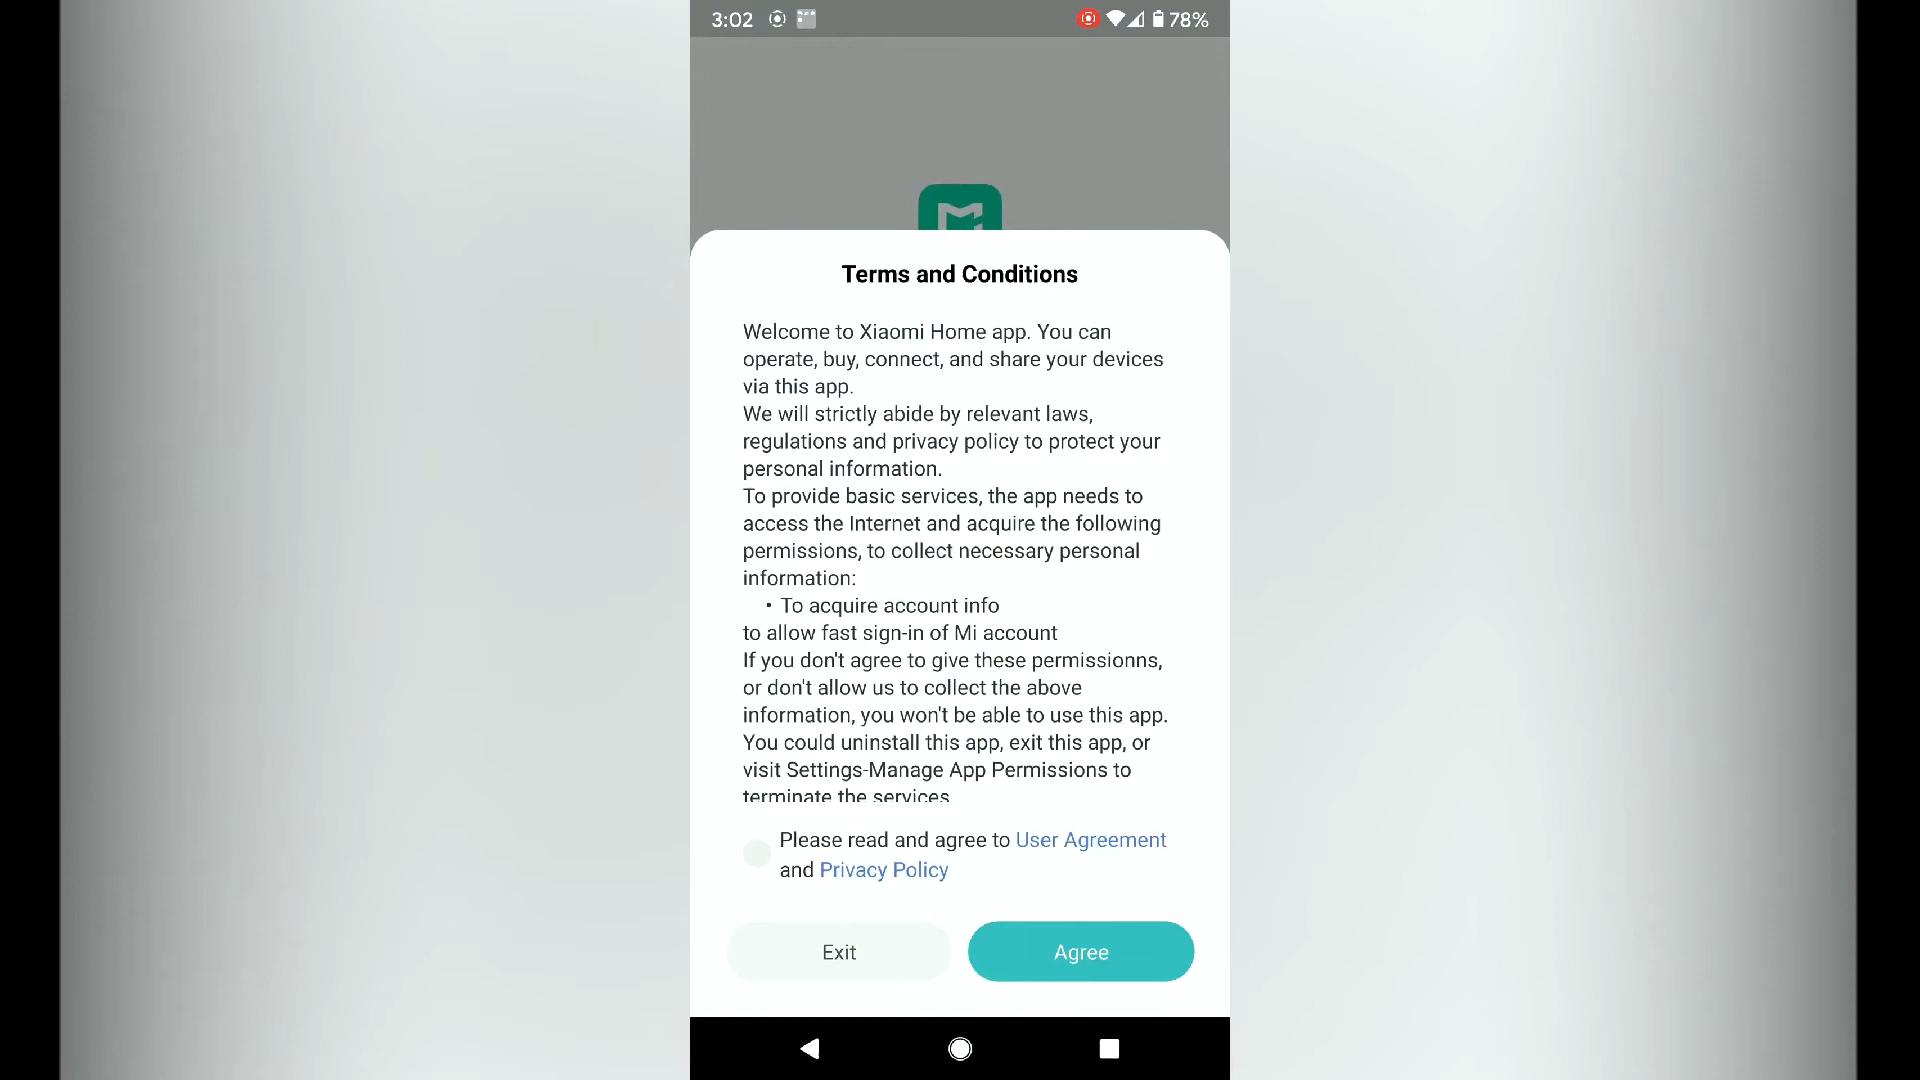 3:02
78%
Terms and Conditions
Welcome to Xiaomi Home app. You can
operate, buy, connect, and share your devices
via this app.
We will strictly abide by relevant laws,
regulations and privacy policy to protect your
personal information.
To provide basic services, the app needs to
access the Internet and acquire the following
permissions, to collect necessary personal
information:
• To acquire account info
to allow fast sign-in of Mi account
If you don't agree to give these permissionns,
or don't allow us to collect the above
information, you won't be able to use this app.
You could uninstall this app, exit this app, or
visit Settings-Manage App Permissions to
terminate the services
Please read and agree to User Agreement
and Privacy Policy
Exit
Agree